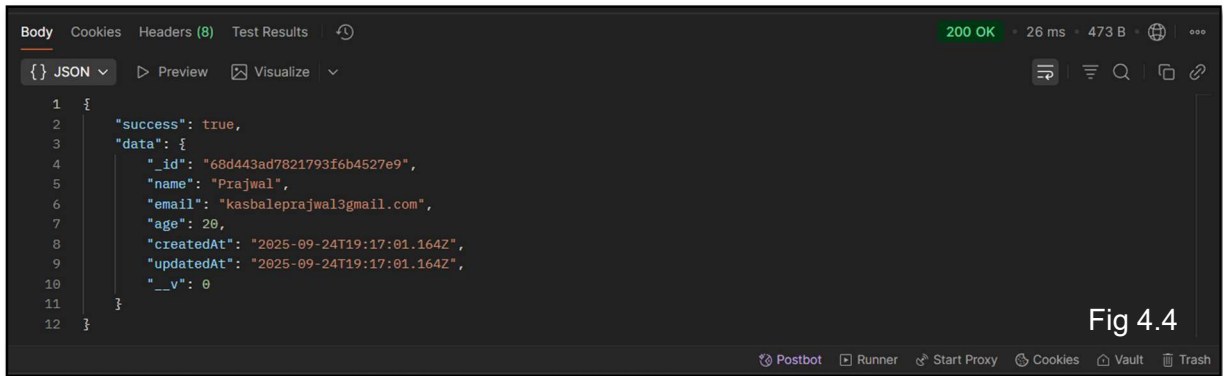 Body Cookies Headers (8) Test Results 200 OK • 26 ms • 473 B •
{} JSON Preview Visualize
1 {
2 "success": true,
3 "data": {
4 "_id": "68d443ad7821793f6b4527e9",
5 "name": "Prajwal",
6 "email": "kasbaleprajwal3gmail.com",
7 "age": 20,
8 "createdAt": "2025-09-24T19:17:01.164Z",
9 "updatedAt": "2025-09-24T19:17:01.164Z",
10 "__v": 0
11 }
12 }
Fig 4.4
Postbot Runner Start Proxy Cookies Vault Trash